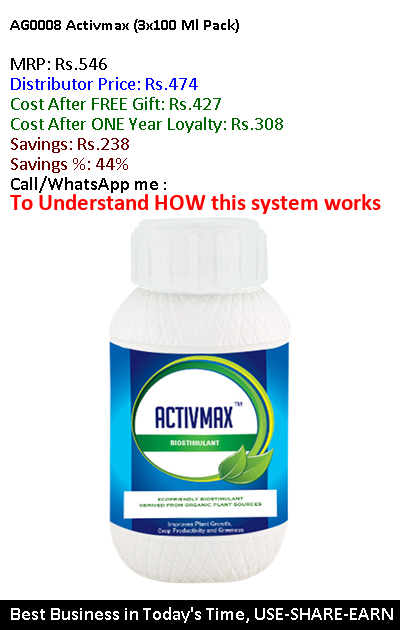 AG0008 Activmax (3x100 Ml Pack)
MRP: Rs.546
Distributor Price: Rs.474
Cost After FREE Gift: Rs.427
Cost After ONE Year Loyalty: Rs.308
Savings: Rs.238
Savings %: 44%
Call/WhatsApp me :
To Understand HOW this system works
ACTIVMAX™
BIOSTIMULANT
ECOFRIENDLY BIOSTIMULANT
DERIVED FROM ORGANIC PLANT SOURCES
Improves Plant Growth,
Crop Productivity and Greeness
Best Business in Today's Time, USE-SHARE-EARN